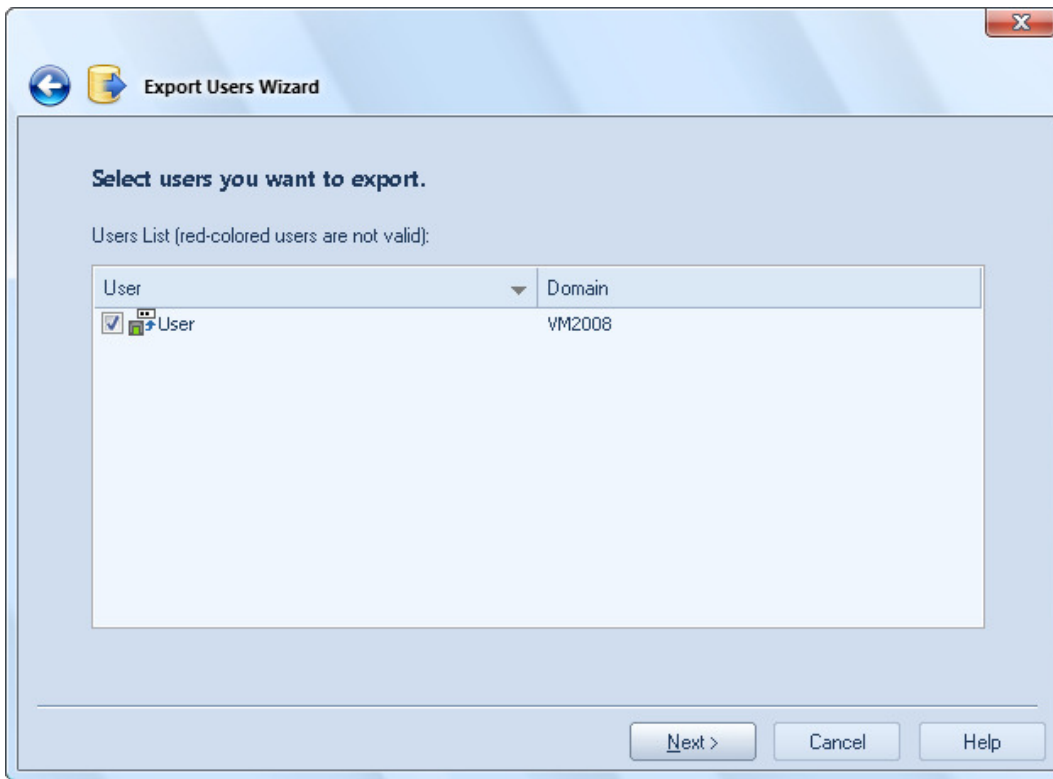 Export Users Wizard
Select users you want to export.
Users List (red-colored users are not valid):
User Domain
User VM2008
Next > Cancel Help